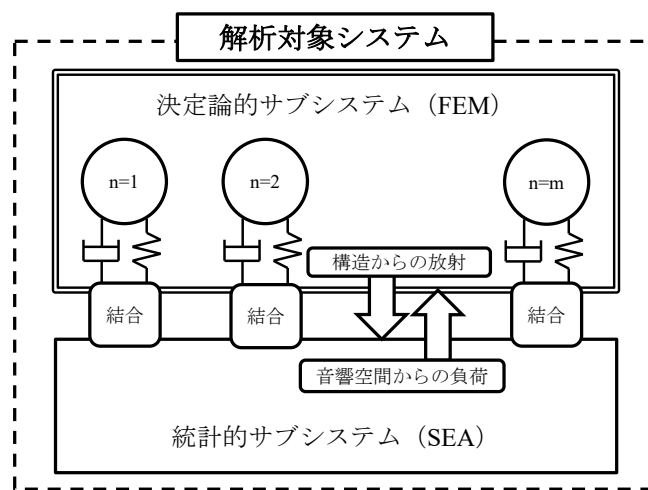 解析対象システム
決定論的サブシステム（FEM）
n=1
n=2
n=m
構造からの放射
結合
結合
結合
音響空間からの負荷
統計的サブシステム（SEA）